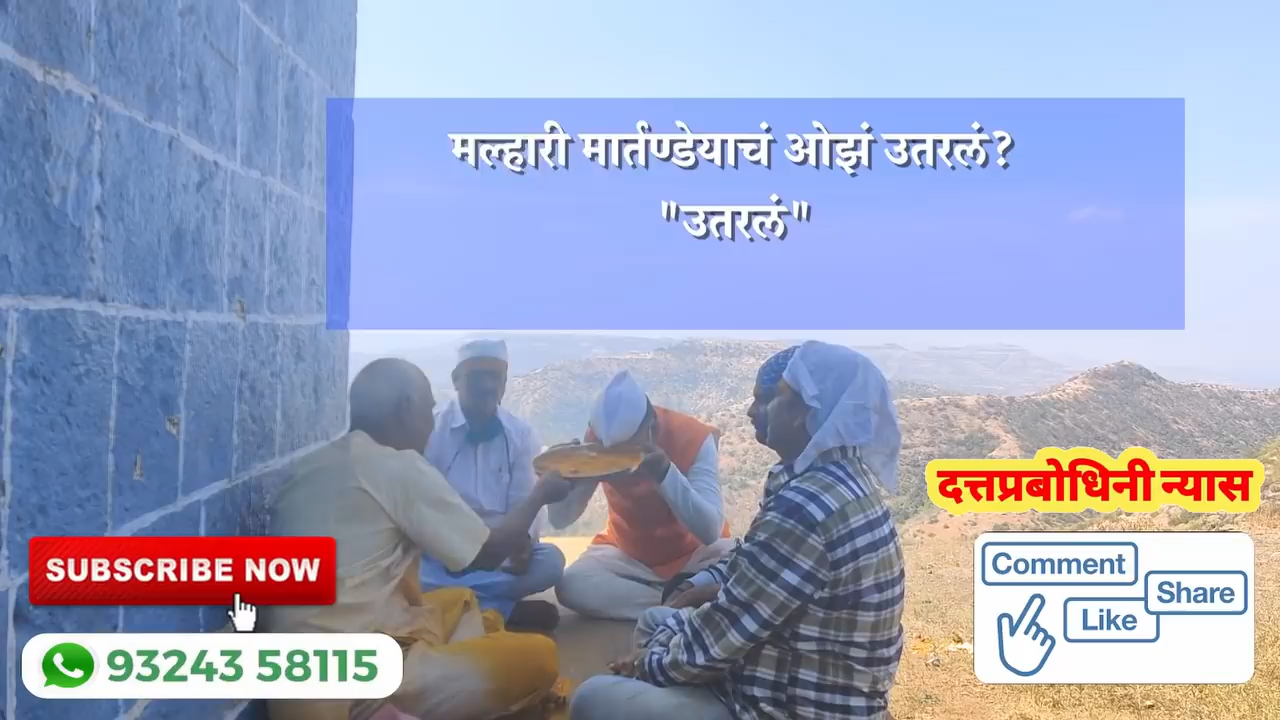 मल्हारी मार्तण्डेयाचं ओझं उतरलं?
"उतरलं"
दत्तप्रबोधिनी न्यास
SUBSCRIBE NOW
93243 58115
Comment
Share
Like